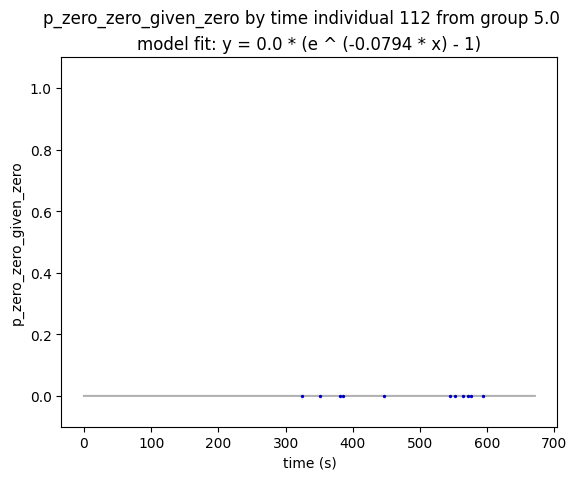 p_zero_zero_given_zero by time individual 112 from group 5.0
model fit: y = 0.0 * (e ^ (-0.0794 * x) - 1)
1.0
0.8
0.6
0.4
0.2
0.0
p_zero_zero_given_zero
0 100 200 300 400 500 600 700
time (s)